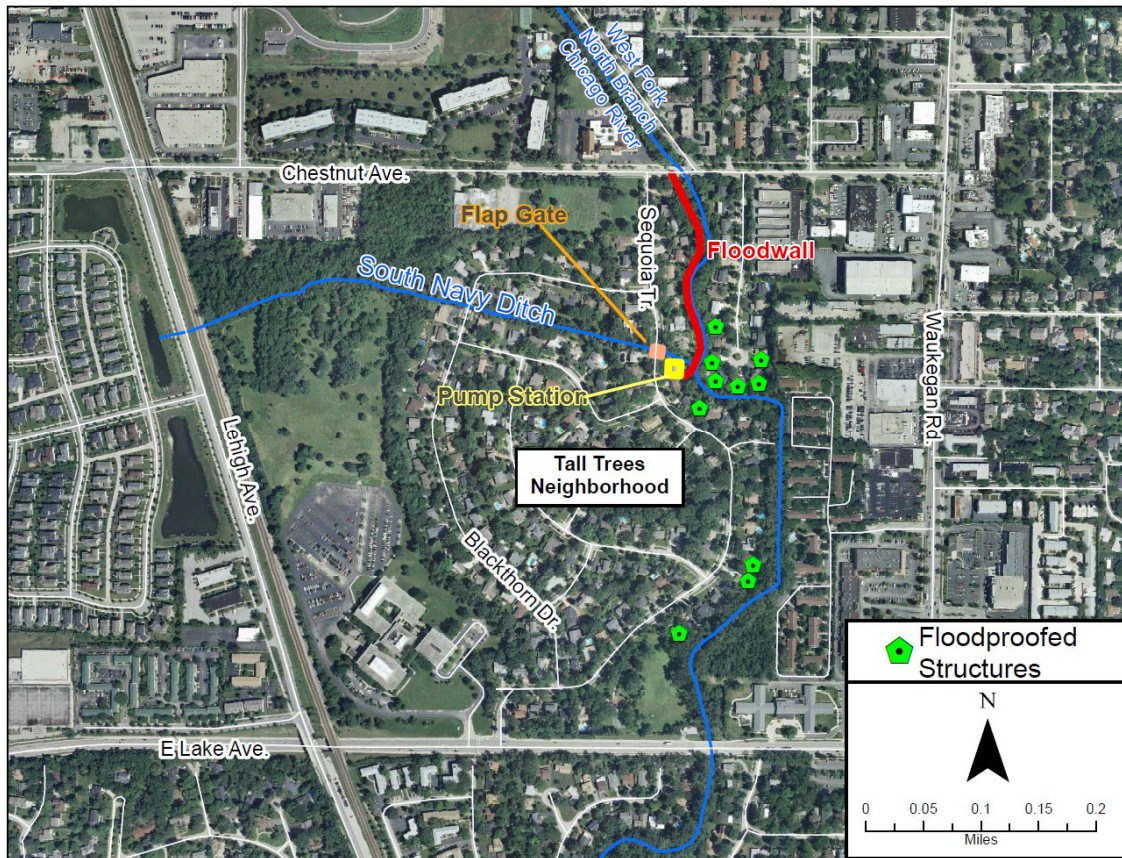 West Fork
North Branch
Chicago River
Chestnut Ave.
Flap Gate
Sequoia Tr.
Floodwall
South Navy Ditch
Waukegan Rd.
Pump Station
Lehigh Ave.
Tall Trees
Neighborhood
Blackthorn Dr.
E Lake Ave.
Floodproofed
Structures
N
0 0.05 0.1 0.15 0.2
Miles